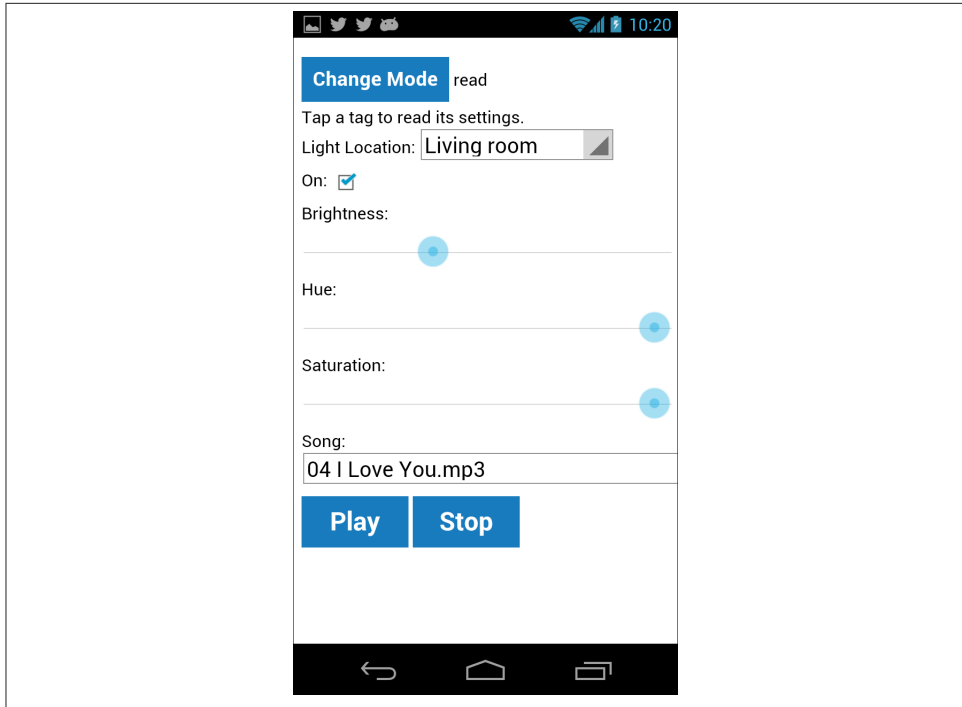 10:20
Change Mode read
Tap a tag to read its settings.
Light Location: Living room
On:
Brightness:
Hue:
Saturation:
Song:
04 I Love You.mp3
Play Stop